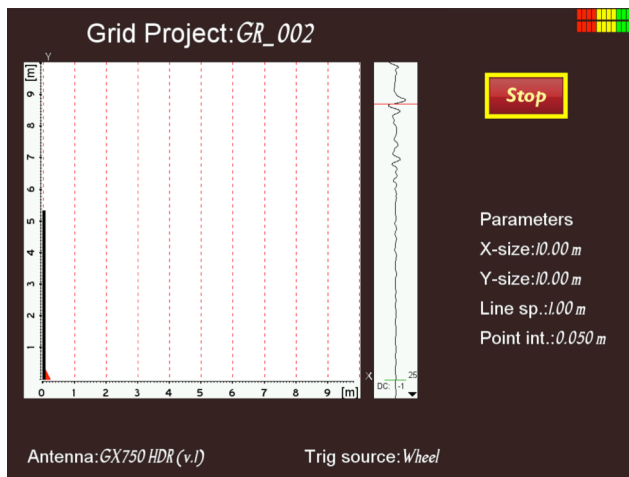 Grid Project:GR_002
Y
[m]
9
8
7
6
5
4
3
2
1
0 1 2 3 4 5 6 7 8 9 [m]
X
25
DC: -1
Stop
Parameters
X-size:10.00 m
Y-size:10.00 m
Line sp.:1.00 m
Point int.:0.050 m
Antenna:GX750 HDR (v.1)
Trig source:Wheel